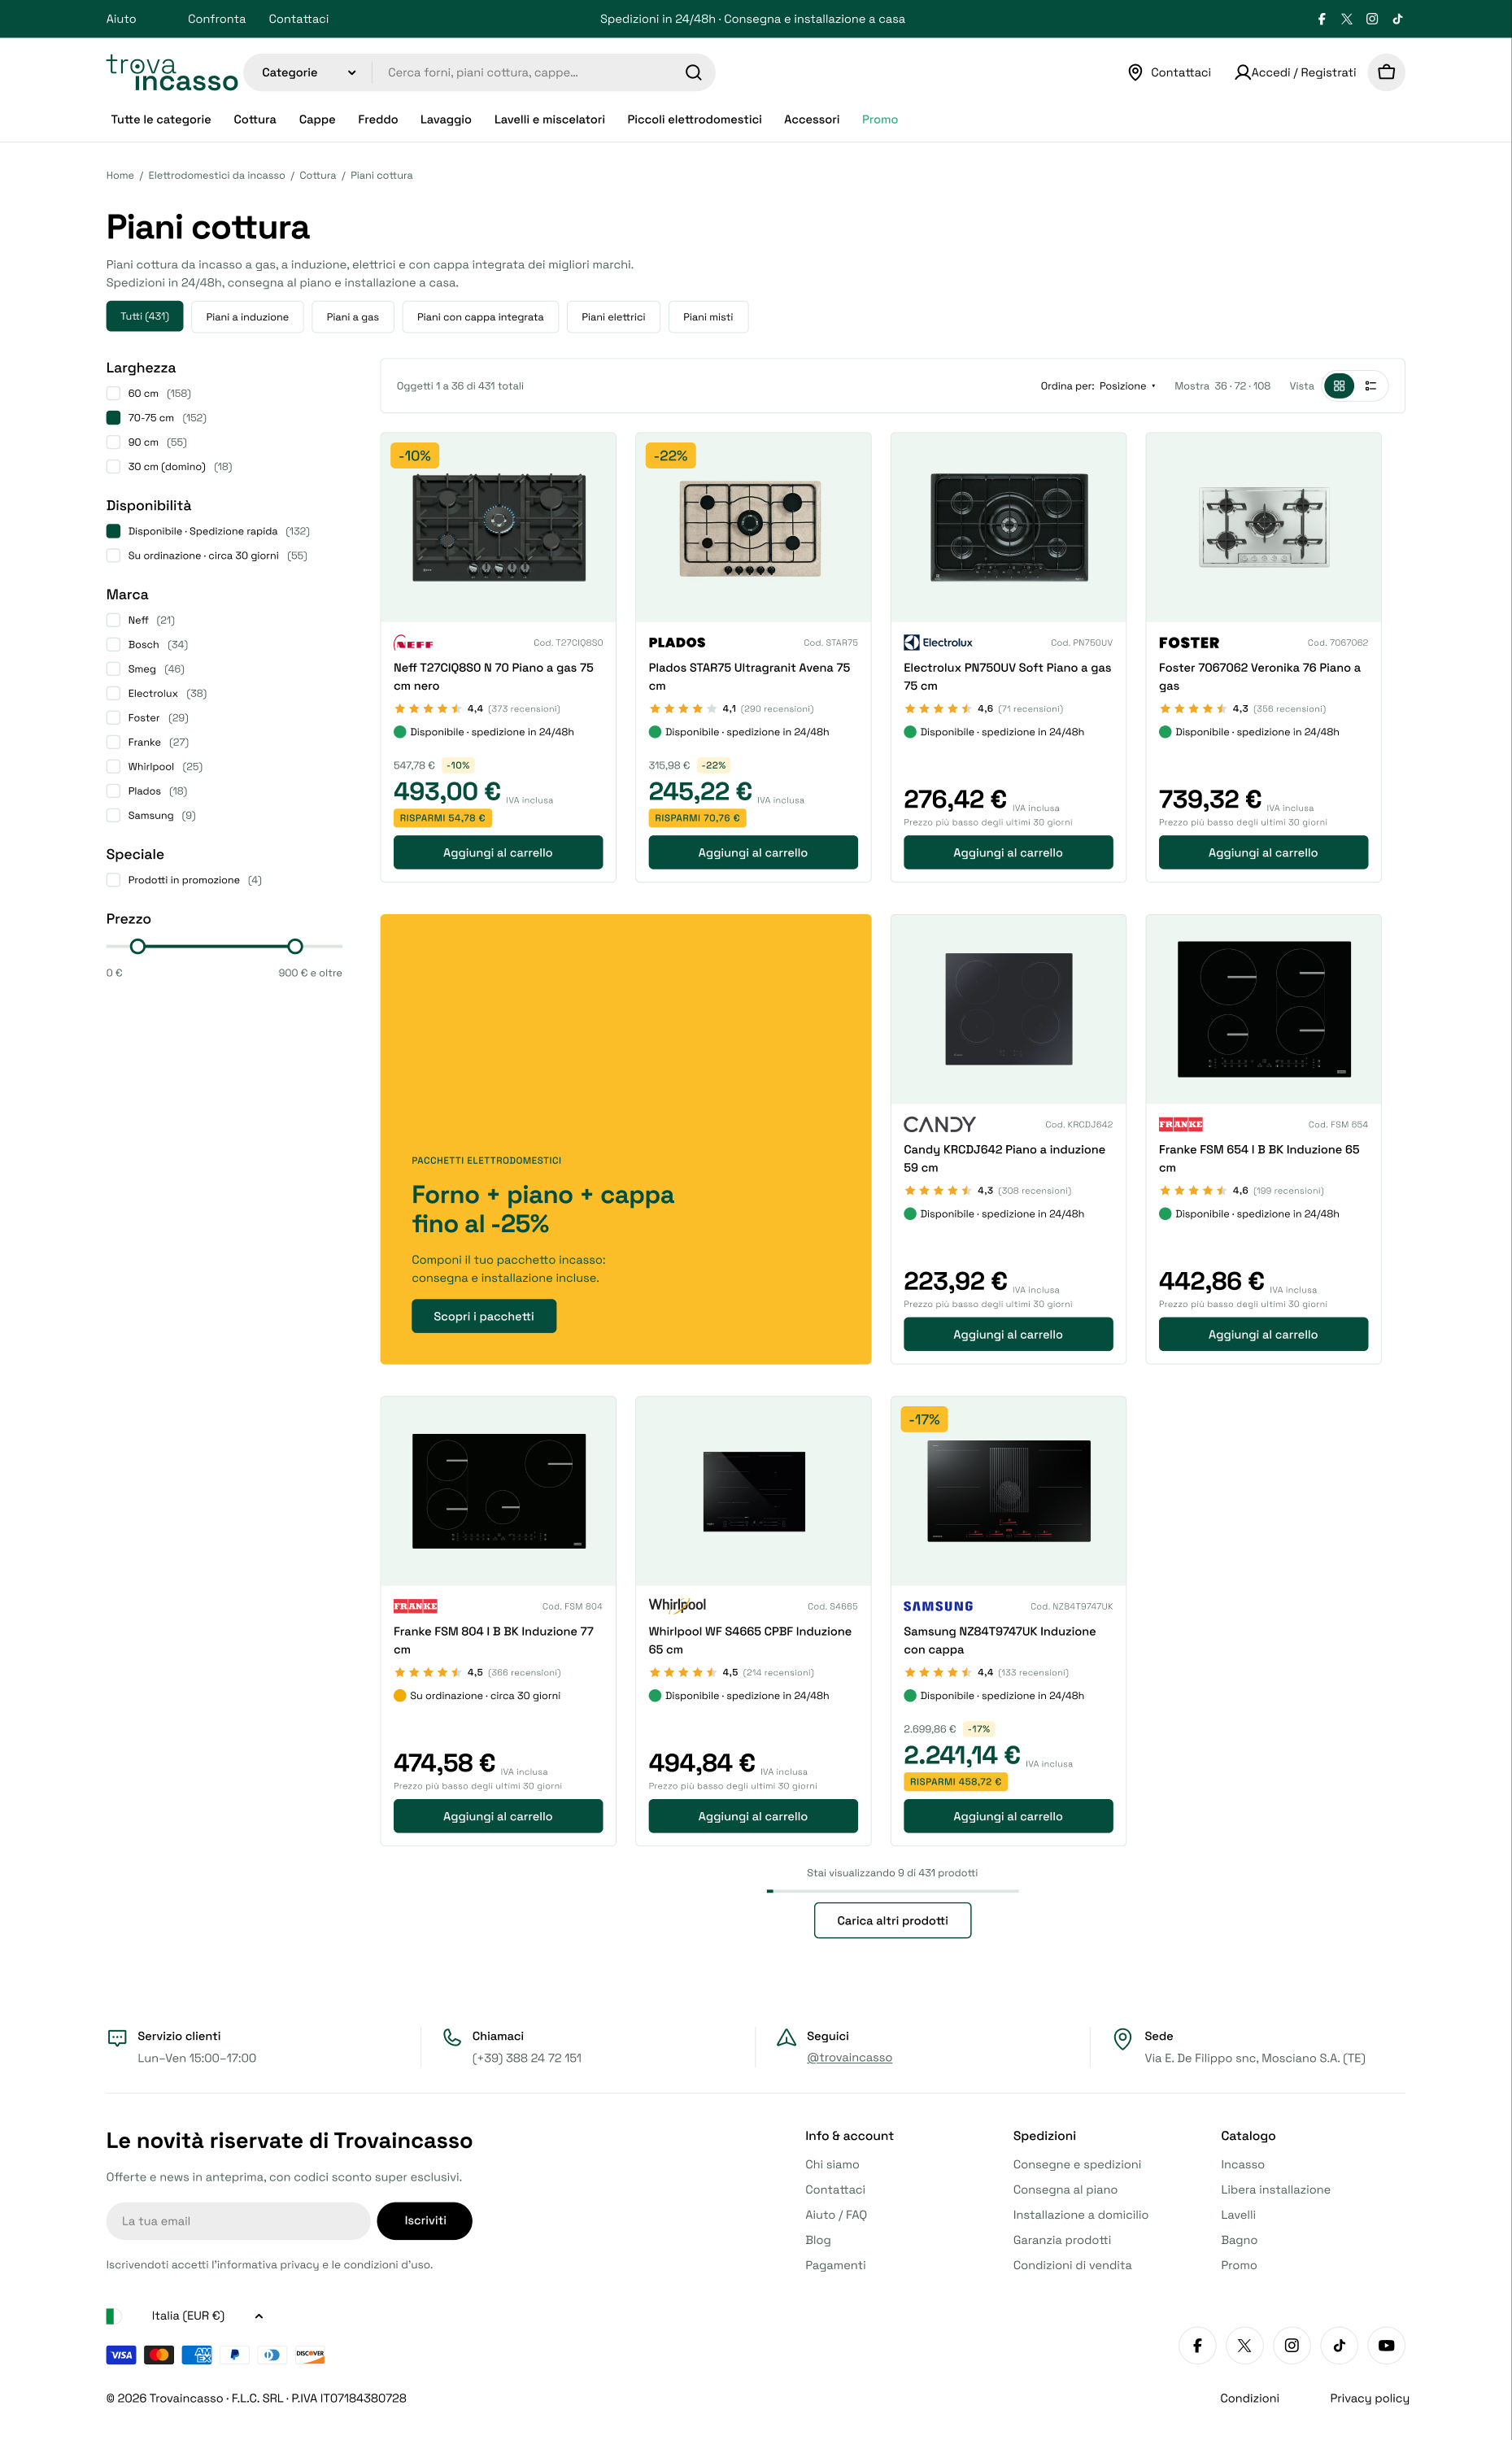 Aiuto
Confronta
Contattaci
Spedizioni in 24/48h · Consegna e installazione a casa
trova
incasso
Categorie
Cerca forni, piani cottura, cappe...
Contattaci
Accedi / Registrati
Tutte le categorie
Cottura
Cappe
Freddo
Lavaggio
Lavelli e miscelatori
Piccoli elettrodomestici
Accessori
Promo
Home / Elettrodomestici da incasso / Cottura / Piani cottura
Piani cottura
Piani cottura da incasso a gas, a induzione, elettrici e con cappa integrata dei migliori marchi.
Spedizioni in 24/48h, consegna al piano e installazione a casa.
Tutti (431)
Piani a induzione
Piani a gas
Piani con cappa integrata
Piani elettrici
Piani misti
Larghezza
60 cm (158)
70-75 cm (152)
90 cm (55)
30 cm (domino) (18)
Disponibilità
Disponibile · Spedizione rapida (132)
Su ordinazione · circa 30 giorni (55)
Marca
Neff (21)
Bosch (34)
Smeg (46)
Electrolux (38)
Foster (29)
Franke (27)
Whirlpool (25)
Plados (18)
Samsung (9)
Speciale
Prodotti in promozione (4)
Prezzo
0 €
900 € e oltre
Oggetti 1 a 36 di 431 totali
Ordina per: Posizione
Mostra 36 · 72 · 108
Vista
-10%
NEFF
Cod. T27CIQ8S0
Neff T27CIQ8S0 N 70 Piano a gas 75
cm nero
4,4 (373 recensioni)
Disponibile · spedizione in 24/48h
547,78 € -10%
493,00 € IVA inclusa
RISPARMI 54,78 €
Aggiungi al carrello
-22%
PLADOS
Cod. STAR75
Plados STAR75 Ultragranit Avena 75
cm
4,1 (290 recensioni)
Disponibile · spedizione in 24/48h
315,98 € -22%
245,22 € IVA inclusa
RISPARMI 70,76 €
Aggiungi al carrello
Electrolux
Cod. PN750UV
Electrolux PN750UV Soft Piano a gas
75 cm
4,6 (71 recensioni)
Disponibile · spedizione in 24/48h
276,42 € IVA inclusa
Prezzo più basso degli ultimi 30 giorni
Aggiungi al carrello
FOSTER
Cod. 7067062
Foster 7067062 Veronika 76 Piano a
gas
4,3 (356 recensioni)
Disponibile · spedizione in 24/48h
739,32 € IVA inclusa
Prezzo più basso degli ultimi 30 giorni
Aggiungi al carrello
PACCHETTI ELETTRODOMESTICI
Forno + piano + cappa
fino al -25%
Componi il tuo pacchetto incasso:
consegna e installazione incluse.
Scopri i pacchetti
CANDY
Cod. KRCDJ642
Candy KRCDJ642 Piano a induzione
59 cm
4,3 (308 recensioni)
Disponibile · spedizione in 24/48h
223,92 € IVA inclusa
Prezzo più basso degli ultimi 30 giorni
Aggiungi al carrello
FRANKE
Cod. FSM 654
Franke FSM 654 I B BK Induzione 65
cm
4,6 (199 recensioni)
Disponibile · spedizione in 24/48h
442,86 € IVA inclusa
Prezzo più basso degli ultimi 30 giorni
Aggiungi al carrello
FRANKE
Cod. FSM 804
Franke FSM 804 I B BK Induzione 77
cm
4,5 (366 recensioni)
Su ordinazione · circa 30 giorni
474,58 € IVA inclusa
Prezzo più basso degli ultimi 30 giorni
Aggiungi al carrello
Whirlpool
Cod. S4665
Whirlpool WF S4665 CPBF Induzione
65 cm
4,5 (214 recensioni)
Disponibile · spedizione in 24/48h
494,84 € IVA inclusa
Prezzo più basso degli ultimi 30 giorni
Aggiungi al carrello
-17%
SAMSUNG
Cod. NZ84T9747UK
Samsung NZ84T9747UK Induzione
con cappa
4,4 (133 recensioni)
Disponibile · spedizione in 24/48h
2.699,86 € -17%
2.241,14 € IVA inclusa
RISPARMI 458,72 €
Aggiungi al carrello
Stai visualizzando 9 di 431 prodotti
Carica altri prodotti
Servizio clienti
Lun–Ven 15:00–17:00
Chiamaci
(+39) 388 24 72 151
Seguici
@trovaincasso
Sede
Via E. De Filippo snc, Mosciano S.A. (TE)
Le novità riservate di Trovaincasso
Offerte e news in anteprima, con codici sconto super esclusivi.
La tua email
Iscriviti
Iscrivendoti accetti l'informativa privacy e le condizioni d'uso.
Info & account
Chi siamo
Contattaci
Aiuto / FAQ
Blog
Pagamenti
Spedizioni
Consegne e spedizioni
Consegna al piano
Installazione a domicilio
Garanzia prodotti
Condizioni di vendita
Catalogo
Incasso
Libera installazione
Lavelli
Bagno
Promo
Italia (EUR €)
VISA
AMEX
DISCOVER
© 2026 Trovaincasso · F.L.C. SRL · P.IVA IT07184380728
Condizioni
Privacy policy